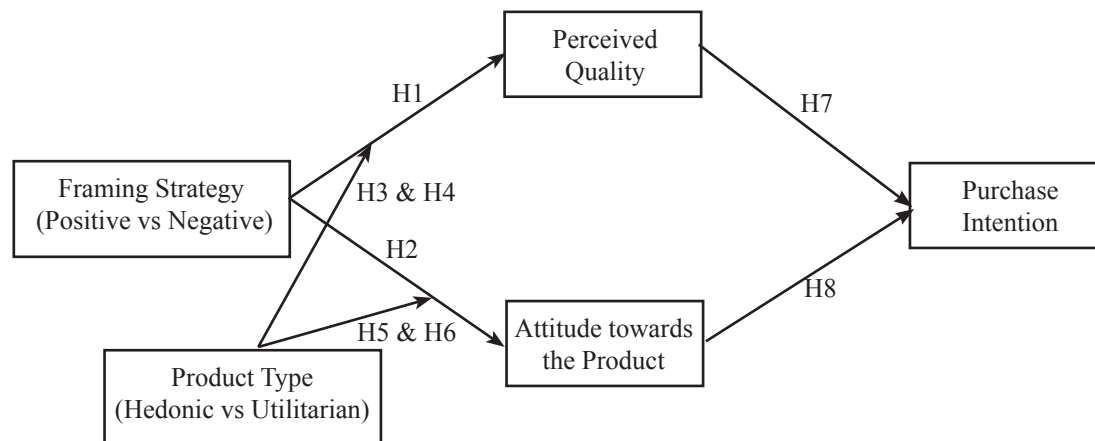 Perceived
Quality
H1
H7
Framing Strategy
(Positive vs Negative)
H3 & H4
Purchase
Intention
H2
H8
H5 & H6
Attitude towards
the Product
Product Type
(Hedonic vs Utilitarian)